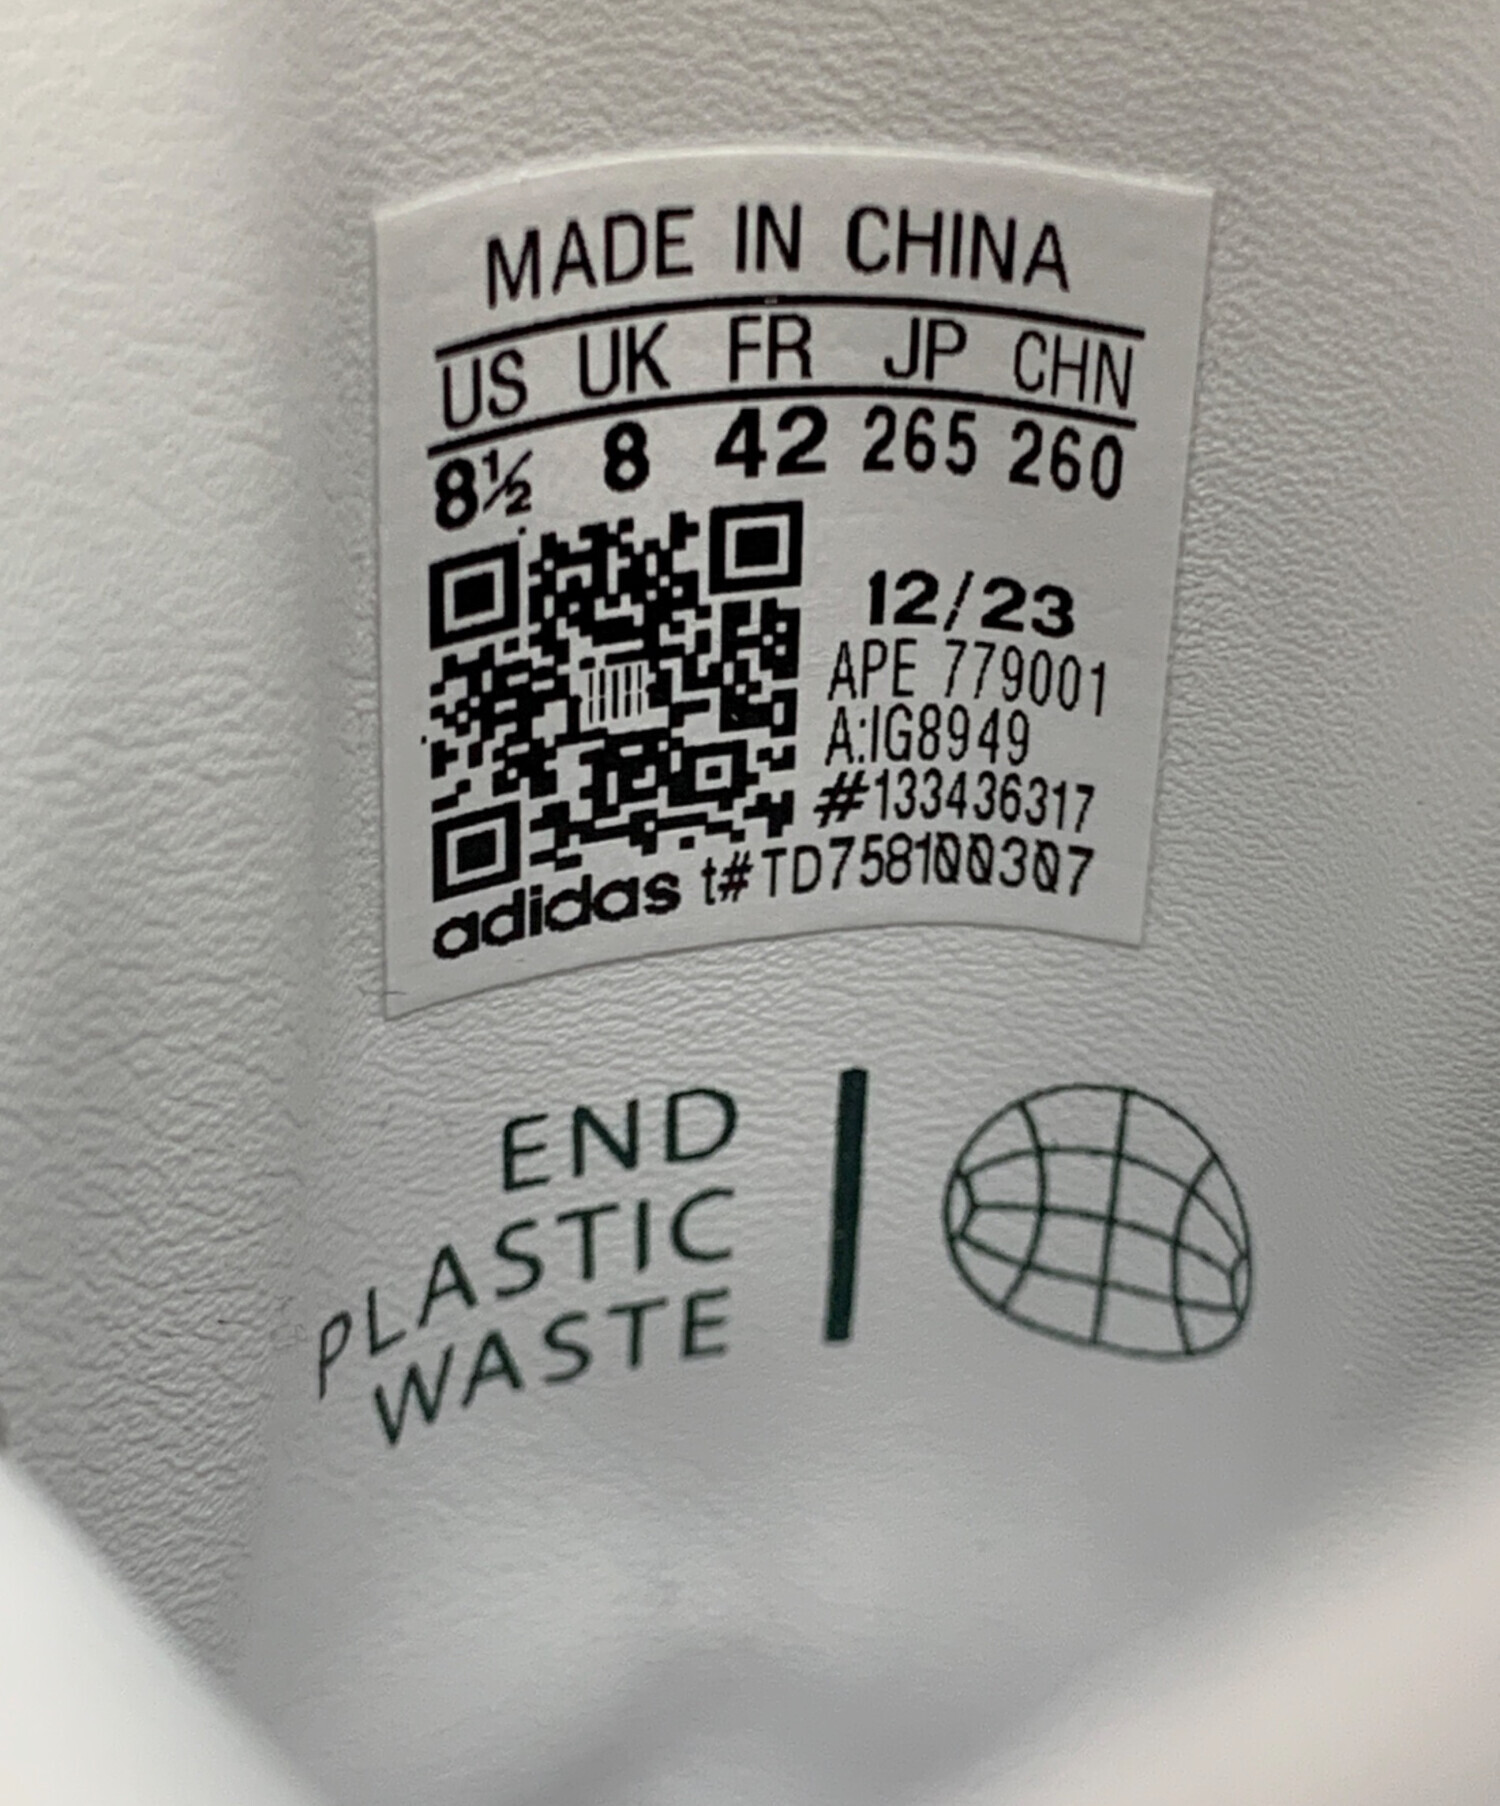 MADE IN CHINA
US UK FR JP CHN
8½ 8 42 265 260
12/23
APE 779001
A:IG8949
#133436317
adidas t#TD758100307
END
PLASTIC
WASTE